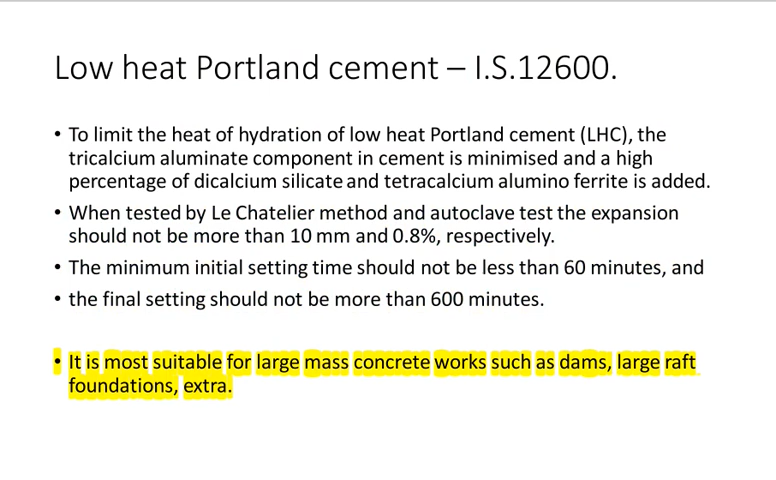 Low heat Portland cement – I.S.12600.
• To limit the heat of hydration of low heat Portland cement (LHC), the
tricalcium aluminate component in cement is minimised and a high
percentage of dicalcium silicate and tetracalcium alumino ferrite is added.
• When tested by Le Chatelier method and autoclave test the expansion
should not be more than 10 mm and 0.8%, respectively.
• The minimum initial setting time should not be less than 60 minutes, and
• the final setting should not be more than 600 minutes.
• It is most suitable for large mass concrete works such as dams, large raft
foundations, extra.